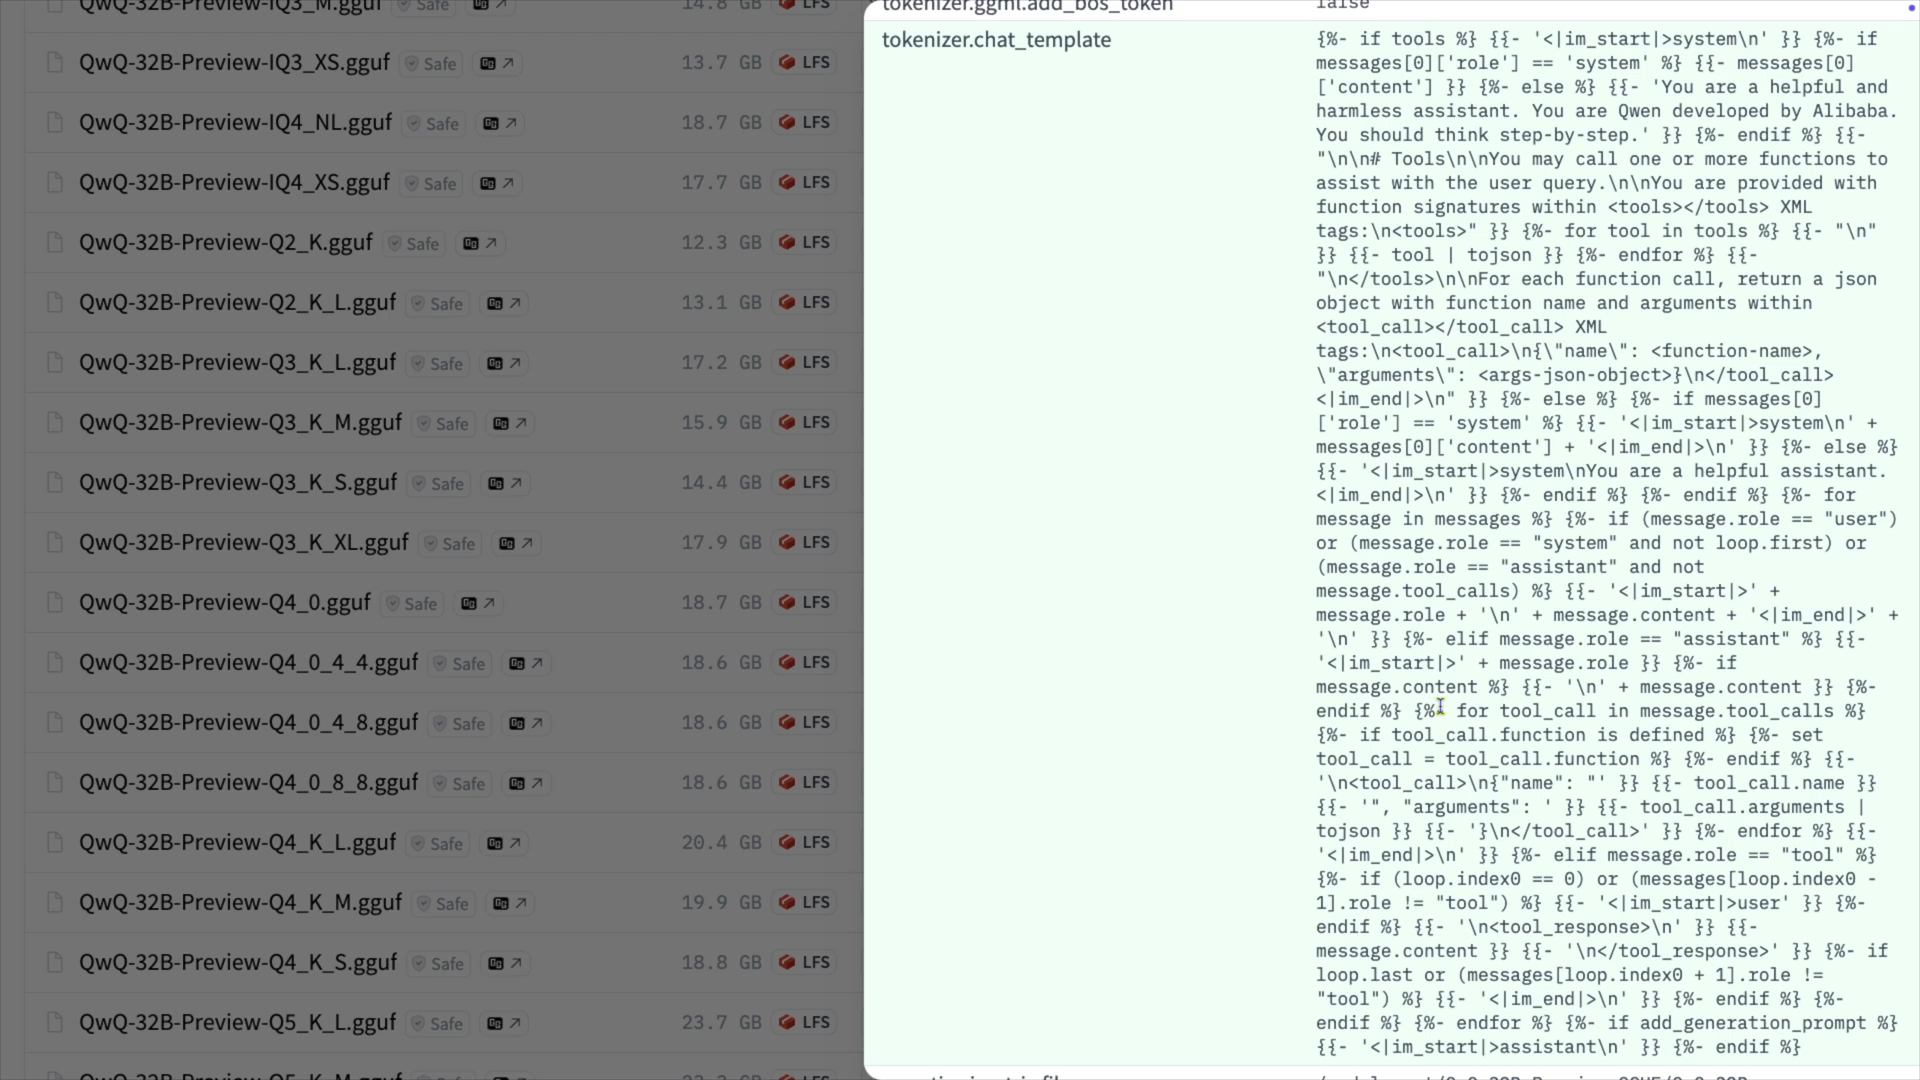 QwQ-32B-Preview-IQ3_M.gguf Safe 14.8 GB LFS
QwQ-32B-Preview-IQ3_XS.gguf Safe 13.7 GB LFS
QwQ-32B-Preview-IQ4_NL.gguf Safe 18.7 GB LFS
QwQ-32B-Preview-IQ4_XS.gguf Safe 17.7 GB LFS
QwQ-32B-Preview-Q2_K.gguf Safe 12.3 GB LFS
QwQ-32B-Preview-Q2_K_L.gguf Safe 13.1 GB LFS
QwQ-32B-Preview-Q3_K_L.gguf Safe 17.2 GB LFS
QwQ-32B-Preview-Q3_K_M.gguf Safe 15.9 GB LFS
QwQ-32B-Preview-Q3_K_S.gguf Safe 14.4 GB LFS
QwQ-32B-Preview-Q3_K_XL.gguf Safe 17.9 GB LFS
QwQ-32B-Preview-Q4_0.gguf Safe 18.7 GB LFS
QwQ-32B-Preview-Q4_0_4_4.gguf Safe 18.6 GB LFS
QwQ-32B-Preview-Q4_0_4_8.gguf Safe 18.6 GB LFS
QwQ-32B-Preview-Q4_0_8_8.gguf Safe 18.6 GB LFS
QwQ-32B-Preview-Q4_K_L.gguf Safe 20.4 GB LFS
QwQ-32B-Preview-Q4_K_M.gguf Safe 19.9 GB LFS
QwQ-32B-Preview-Q4_K_S.gguf Safe 18.8 GB LFS
QwQ-32B-Preview-Q5_K_L.gguf Safe 23.7 GB LFS
tokenizer.ggml.add_bos_token false
tokenizer.chat_template
{%- if tools %} {{- '<|im_start|>system\n' }} {%- if
messages[0]['role'] == 'system' %} {{- messages[0]
['content'] }} {%- else %} {{- 'You are a helpful and
harmless assistant. You are Qwen developed by Alibaba.
You should think step-by-step.' }} {%- endif %} {{-
"\n\n# Tools\n\nYou may call one or more functions to
assist with the user query.\n\nYou are provided with
function signatures within <tools></tools> XML
tags:\n<tools>" }} {%- for tool in tools %} {{- "\n"
}} {{- tool | tojson }} {%- endfor %} {{-
"\n</tools>\n\nFor each function call, return a json
object with function name and arguments within
<tool_call></tool_call> XML
tags:\n<tool_call>\n{\"name\": <function-name>,
\"arguments\": <args-json-object>}\n</tool_call>
<|im_end|>\n" }} {%- else %} {%- if messages[0]
['role'] == 'system' %} {{- '<|im_start|>system\n' +
messages[0]['content'] + '<|im_end|>\n' }} {%- else %}
{{- '<|im_start|>system\nYou are a helpful assistant.
<|im_end|>\n' }} {%- endif %} {%- endif %} {%- for
message in messages %} {%- if (message.role == "user")
or (message.role == "system" and not loop.first) or
(message.role == "assistant" and not
message.tool_calls) %} {{- '<|im_start|>' +
message.role + '\n' + message.content + '<|im_end|>' +
'\n' }} {%- elif message.role == "assistant" %} {{-
'<|im_start|>' + message.role }} {%- if
message.content %} {{- '\n' + message.content }} {%-
endif %} {%- for tool_call in message.tool_calls %}
{%- if tool_call.function is defined %} {%- set
tool_call = tool_call.function %} {%- endif %} {{-
'\n<tool_call>\n{"name": "' }} {{- tool_call.name }}
{{- '", "arguments": ' }} {{- tool_call.arguments |
tojson }} {{- '}\n</tool_call>' }} {%- endfor %} {{-
'<|im_end|>\n' }} {%- elif message.role == "tool" %}
{%- if (loop.index0 == 0) or (messages[loop.index0 -
1].role != "tool") %} {{- '<|im_start|>user' }} {%-
endif %} {{- '\n<tool_response>\n' }} {{-
message.content }} {{- '\n</tool_response>' }} {%- if
loop.last or (messages[loop.index0 + 1].role !=
"tool") %} {{- '<|im_end|>\n' }} {%- endif %} {%-
endif %} {%- endfor %} {%- if add_generation_prompt %}
{{- '<|im_start|>assistant\n' }} {%- endif %}